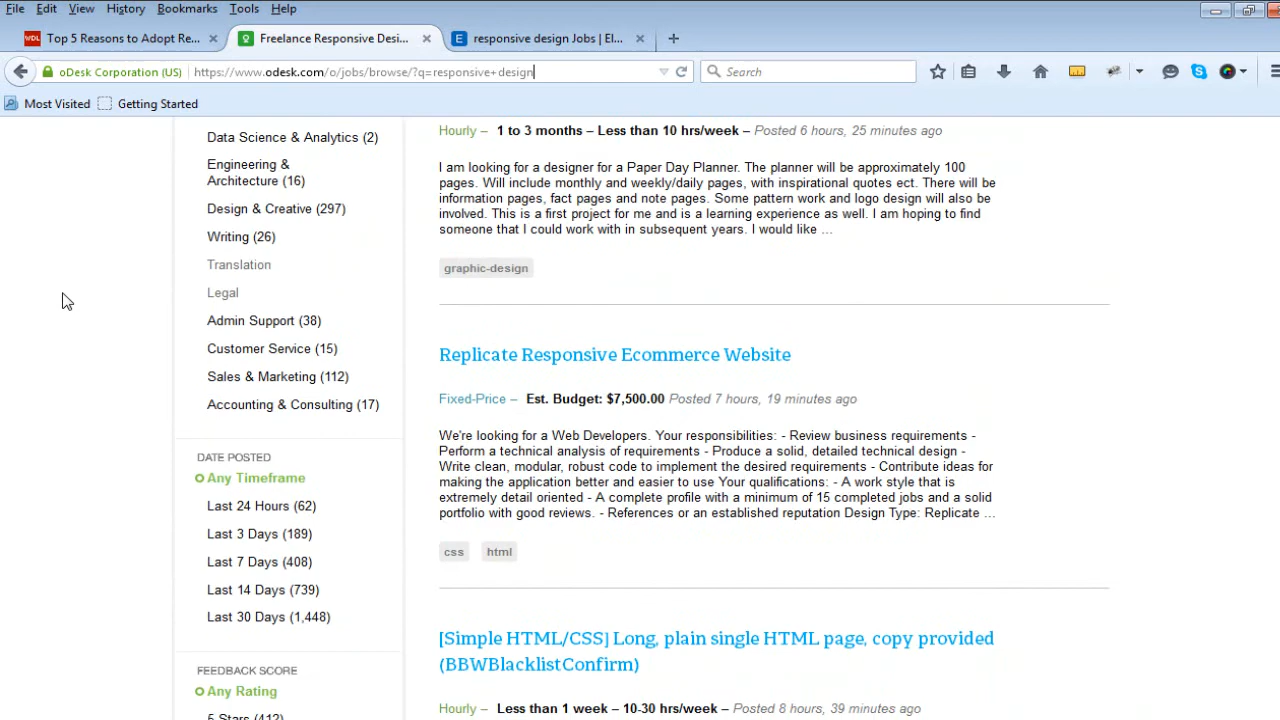 File Edit View History Bookmarks Tools Help
WDL Top 5 Reasons to Adopt Re... × Freelance Responsive Desi... × E responsive design Jobs | El... × +
oDesk Corporation (US) https://www.odesk.com/o/jobs/browse/?q=responsive+design Search
Most Visited Getting Started
Data Science & Analytics (2)
Engineering &
Architecture (16)
Design & Creative (297)
Writing (26)
Translation
Legal
Admin Support (38)
Customer Service (15)
Sales & Marketing (112)
Accounting & Consulting (17)
DATE POSTED
Any Timeframe
Last 24 Hours (62)
Last 3 Days (189)
Last 7 Days (408)
Last 14 Days (739)
Last 30 Days (1,448)
FEEDBACK SCORE
Any Rating
5 Stars (412)
Hourly – 1 to 3 months – Less than 10 hrs/week – Posted 6 hours, 25 minutes ago
I am looking for a designer for a Paper Day Planner. The planner will be approximately 100
pages. Will include monthly and weekly/daily pages, with inspirational quotes ect. There will be
information pages, fact pages and note pages. Some pattern work and logo design will also be
involved. This is a first project for me and is a learning experience as well. I am hoping to find
someone that I could work with in subsequent years. I would like ...
graphic-design
Replicate Responsive Ecommerce Website
Fixed-Price – Est. Budget: $7,500.00 Posted 7 hours, 19 minutes ago
We're looking for a Web Developers. Your responsibilities: - Review business requirements -
Perform a technical analysis of requirements - Produce a solid, detailed technical design -
Write clean, modular, robust code to implement the desired requirements - Contribute ideas for
making the application better and easier to use Your qualifications: - A work style that is
extremely detail oriented - A complete profile with a minimum of 15 completed jobs and a solid
portfolio with good reviews. - References or an established reputation Design Type: Replicate ...
css html
[Simple HTML/CSS] Long, plain single HTML page, copy provided
(BBWBlacklistConfirm)
Hourly – Less than 1 week – 10-30 hrs/week – Posted 8 hours, 39 minutes ago